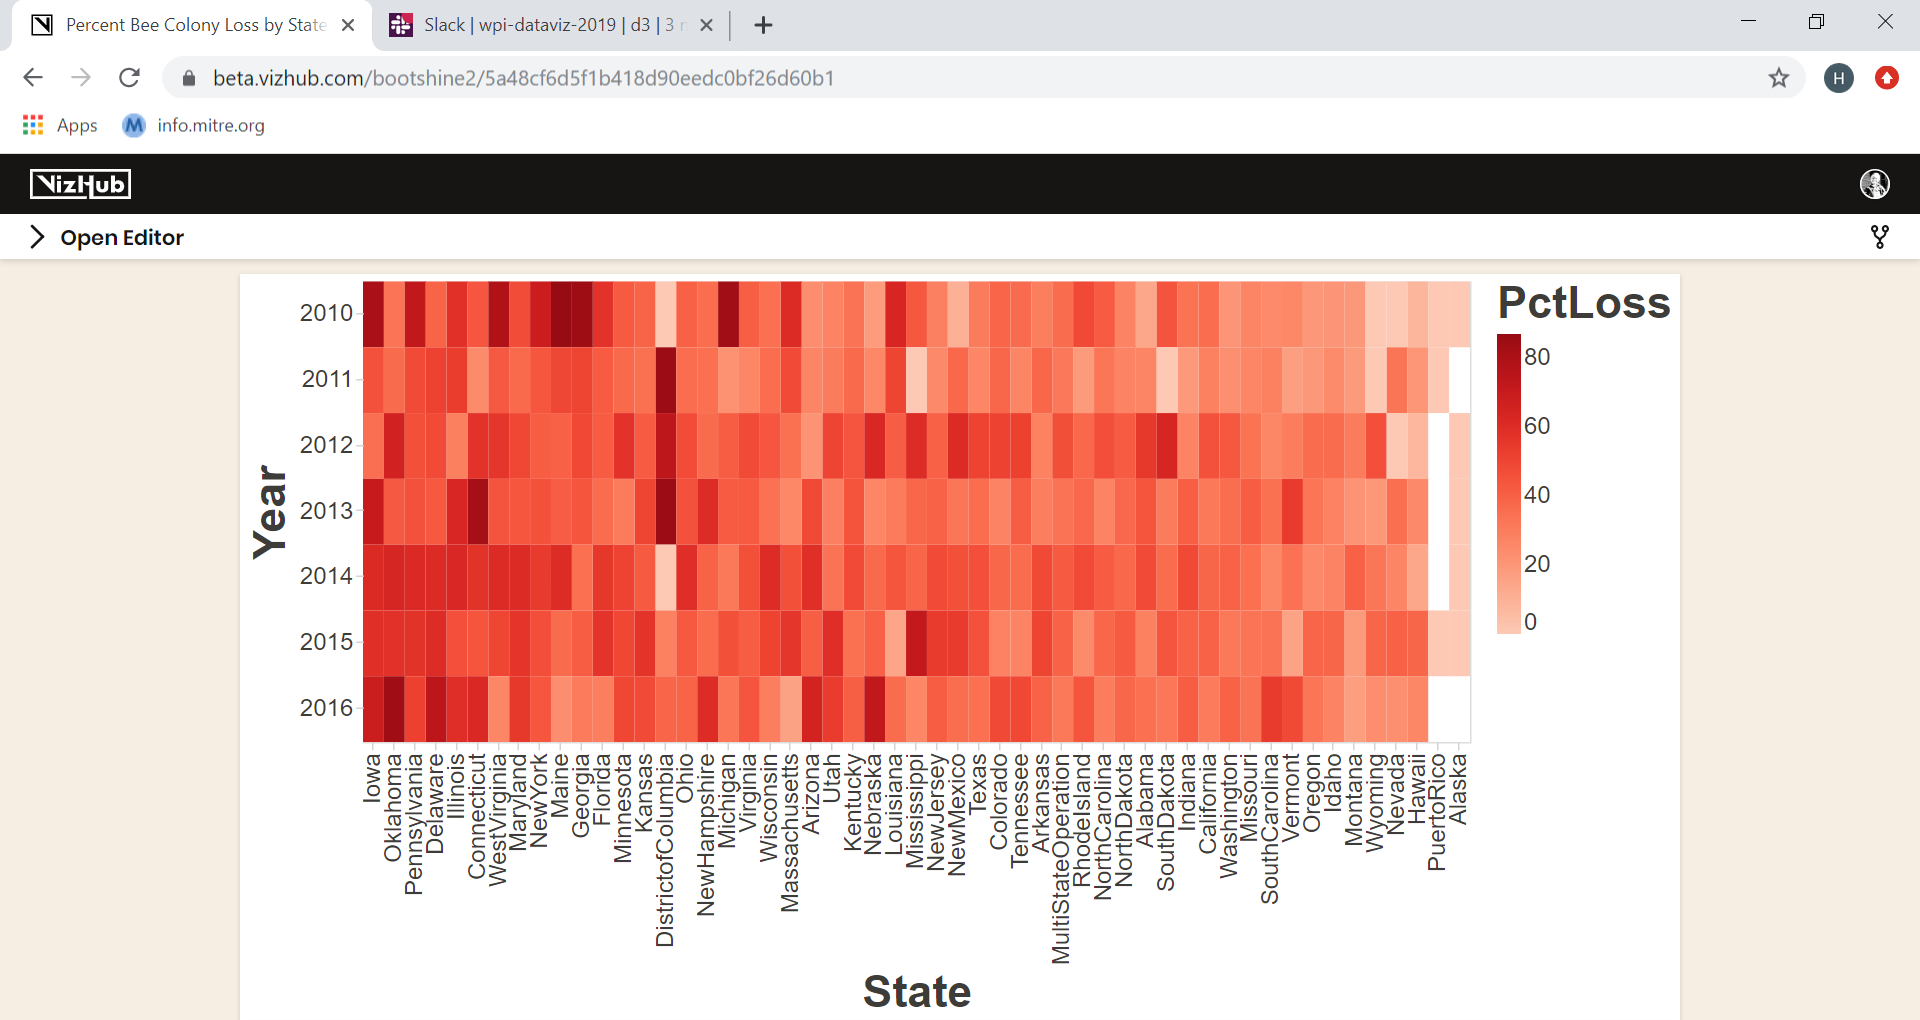 Percent Bee Colony Loss by State
Slack | wpi-dataviz-2019 | d3 | 3 n
beta.vizhub.com/bootshine2/5a48cf6d5f1b418d90eedc0bf26d60b1
H
Apps
M info.mitre.org
VizHub
Open Editor
PctLoss
80
60
40
20
0
Year
2010
2011
2012
2013
2014
2015
2016
Iowa
Oklahoma
Pennsylvania
Delaware
Illinois
Connecticut
WestVirginia
Maryland
NewYork
Maine
Georgia
Florida
Minnesota
Kansas
DistrictofColumbia
Ohio
NewHampshire
Michigan
Virginia
Wisconsin
Massachusetts
Arizona
Utah
Kentucky
Nebraska
Louisiana
Mississippi
NewJersey
NewMexico
Texas
Colorado
Tennessee
Arkansas
MultiStateOperation
RhodeIsland
NorthCarolina
NorthDakota
Alabama
SouthDakota
Indiana
California
Washington
Missouri
SouthCarolina
Vermont
Oregon
Idaho
Montana
Wyoming
Nevada
Hawaii
PuertoRico
Alaska
State